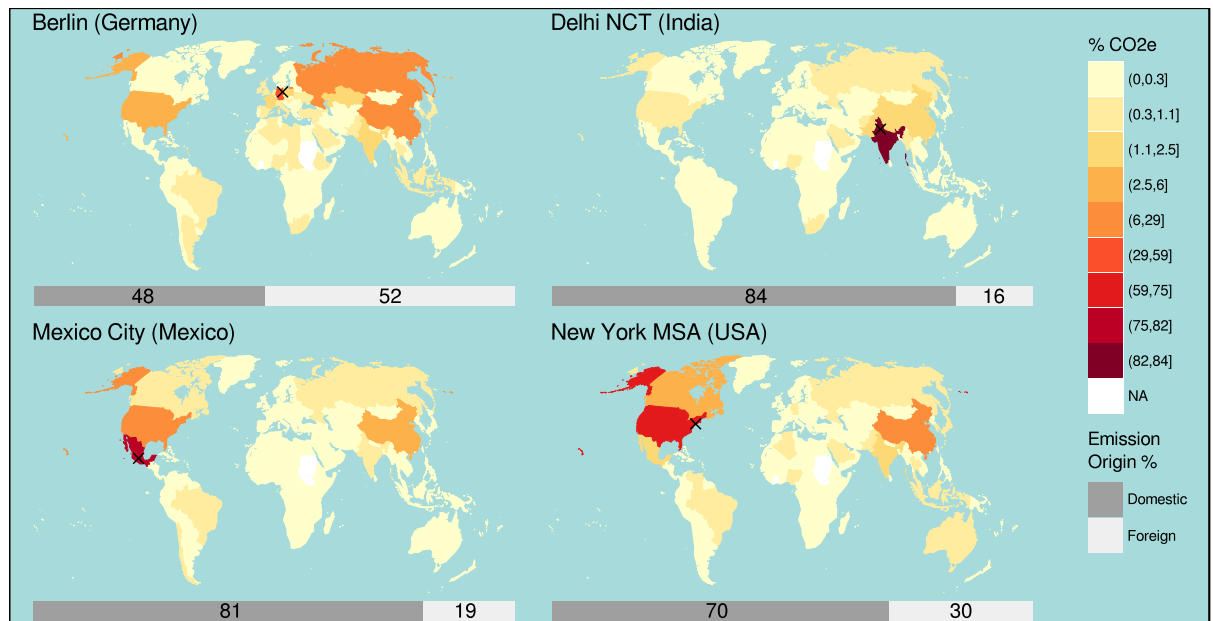 Berlin (Germany)
48 52
Delhi NCT (India)
84 16
Mexico City (Mexico)
81 19
New York MSA (USA)
70 30
% CO2e
(0,0.3]
(0.3,1.1]
(1.1,2.5]
(2.5,6]
(6,29]
(29,59]
(59,75]
(75,82]
(82,84]
NA
Emission
Origin %
Domestic
Foreign